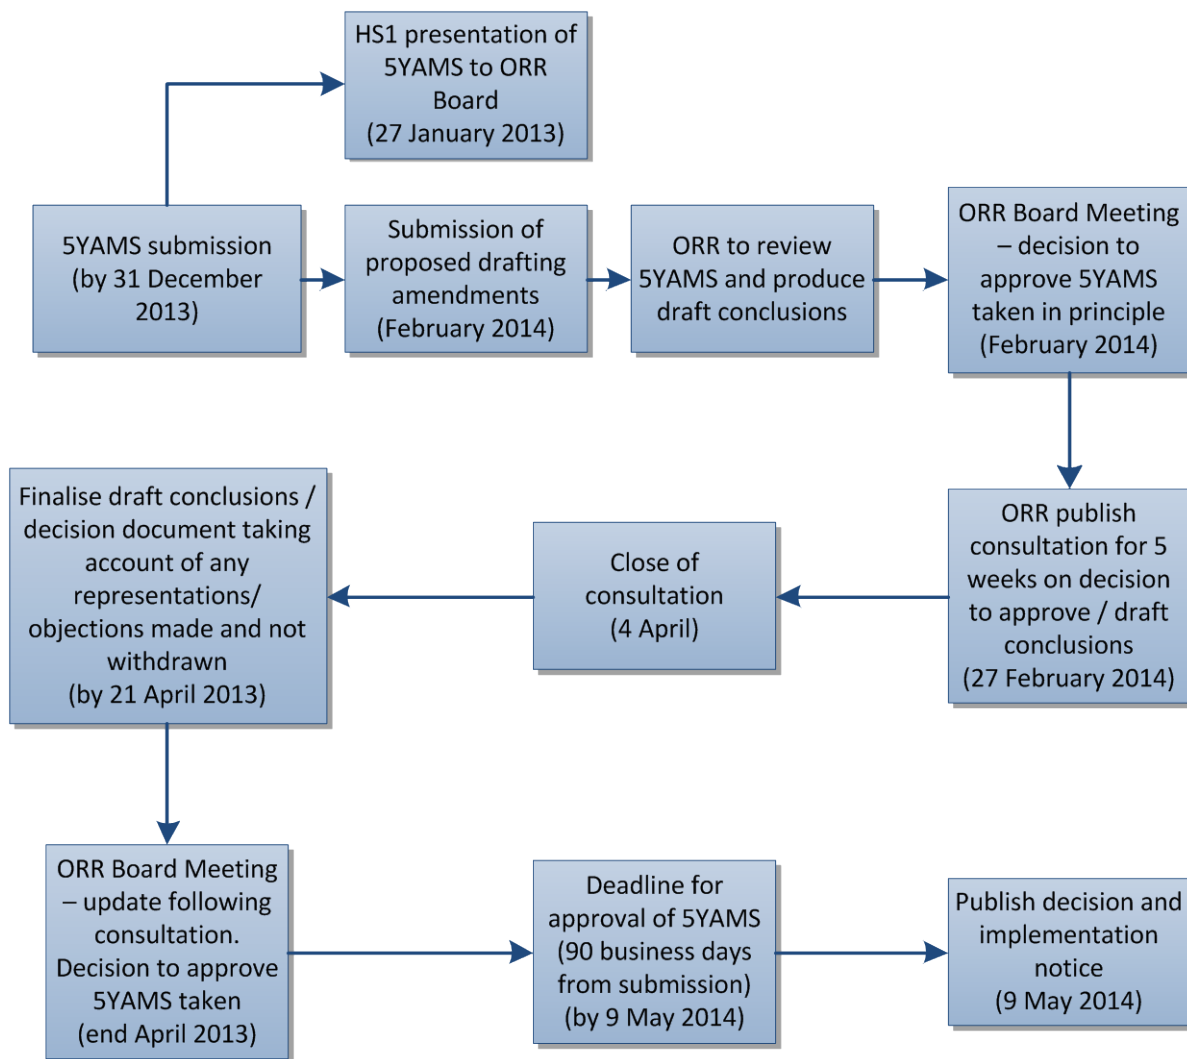 HS1 presentation of
5YAMS to ORR
Board
(27 January 2013)
5YAMS submission
(by 31 December
2013)
Submission of
proposed drafting
amendments
(February 2014)
ORR to review
5YAMS and produce
draft conclusions
ORR Board Meeting
– decision to
approve 5YAMS
taken in principle
(February 2014)
ORR publish
consultation for 5
weeks on decision
to approve / draft
conclusions
(27 February 2014)
Close of
consultation
(4 April)
Finalise draft conclusions /
decision document taking
account of any
representations/
objections made and not
withdrawn
(by 21 April 2013)
ORR Board Meeting
– update following
consultation.
Decision to approve
5YAMS taken
(end April 2013)
Deadline for
approval of 5YAMS
(90 business days
from submission)
(by 9 May 2014)
Publish decision and
implementation
notice
(9 May 2014)